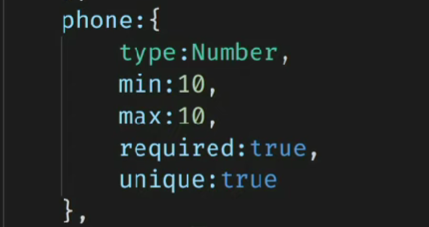 phone:{
type:Number,
min:10,
max:10,
required:true,
unique:true
},